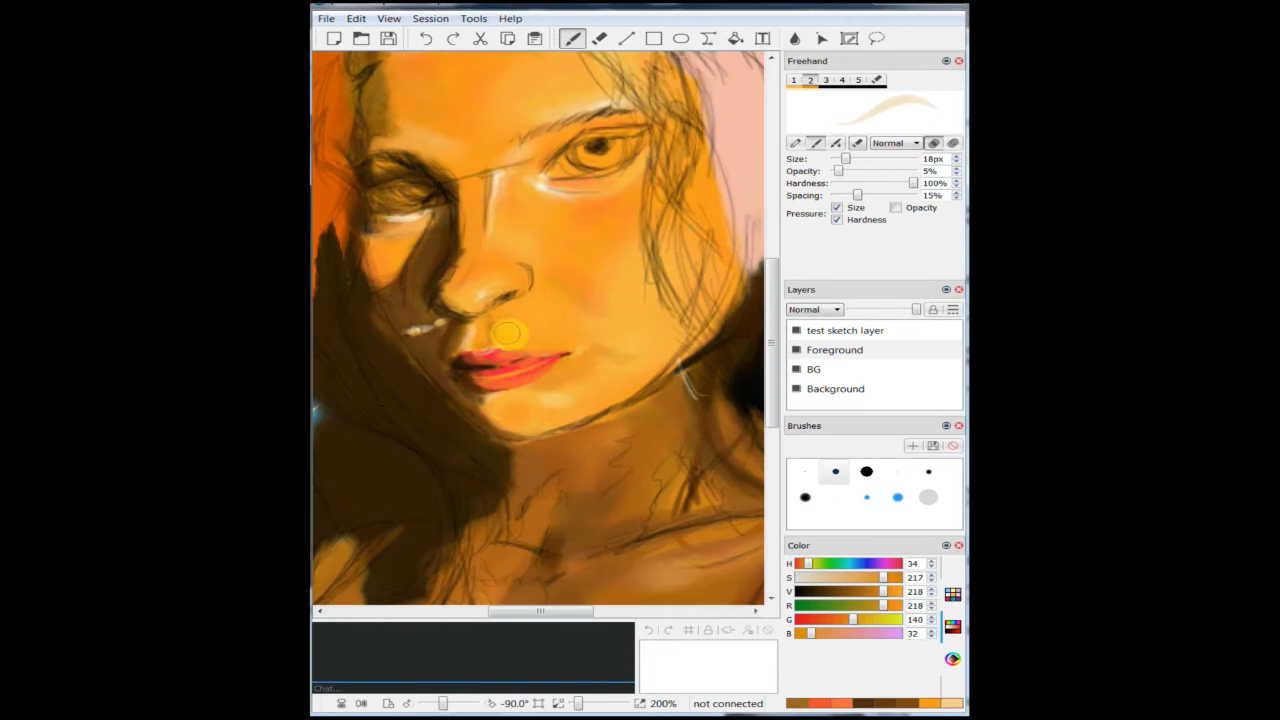 File Edit View Session Tools Help
Freehand
1 2 3 4 5
Normal
Size: 18px
Opacity: 5%
Hardness: 100%
Spacing: 15%
Pressure: Size Opacity
Hardness
Layers
Normal
test sketch layer
Foreground
BG
Background
Brushes
Color
H 34
S 217
V 218
R 218
G 140
B 32
Chat...
-90.0° 200% not connected